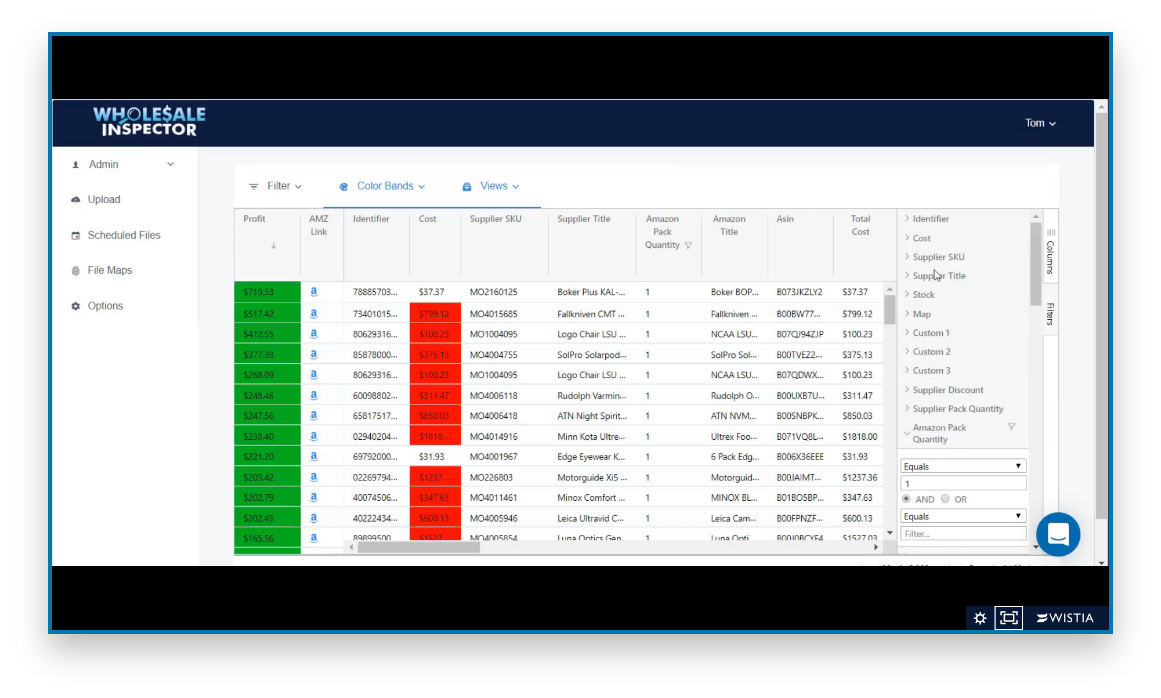 WHOLE$ALE
INSPECTOR
Tom
Admin
Upload
Scheduled Files
File Maps
Options
Filter Color Bands Views
Profit AMZ Link Identifier Cost Supplier SKU Supplier Title Amazon Pack Quantity Amazon Title Asin Total Cost
$719.33 a 78885703... $37.37 MO2160125 Boker Plus KAL-... 1 Boker BOP... B073JKZLY2 $37.37
$517.42 a 73401015... $799.12 MO4015685 Fallkniven CMT ... 1 Fallkniven ... B00BW77... $799.12
$412.55 a 80629316... $100.23 MO1004095 Logo Chair LSU ... 1 NCAA LSU... B07QJ94ZJP $100.23
$377.38 a 85878000... $375.13 MO4004755 SolPro Solarpod... 1 SolPro Sol... B00TVEZ2... $375.13
$268.09 a 80629316... $100.23 MO1004095 Logo Chair LSU ... 1 NCAA LSU... B07QDWX... $100.23
$248.46 a 60098802... $311.47 MO4006118 Rudolph Varmin... 1 Rudolph O... B00UXB7U... $311.47
$247.56 a 65817517... $850.03 MO4006418 ATN Night Spirit... 1 ATN NVM... B00SNBPK... $850.03
$238.40 a 02940204... $1818... MO4014916 Minn Kota Ultre... 1 Ultrex Foo... B071VQ8L... $1818.00
$221.20 a 69792000... $31.93 MO4001967 Edge Eyewear K... 1 6 Pack Edg... B006X36EEE $31.93
$203.42 a 02269794... $1237... MO226803 Motorguide Xi5 ... 1 Motorguid... B00JAIMT... $1237.36
$202.79 a 40074506... $347.63 MO4011461 Minox Comfort ... 1 MINOX BL... B01BO5BP... $347.63
$202.45 a 40222434... $600.13 MO4005946 Leica Ultravid C... 1 Leica Cam... B00FPNZF... $600.13
$165.56 a 89899500... $1527... MO4005854 Luna Optics Gen... 1 Luna Opti... $1527.03
Identifier
Cost
Supplier SKU
Supplier Title
Stock
Map
Custom 1
Custom 2
Custom 3
Supplier Discount
Supplier Pack Quantity
Amazon Pack
Quantity
Equals
1
AND OR
Equals
Filter...
Columns
Filters
WISTIA